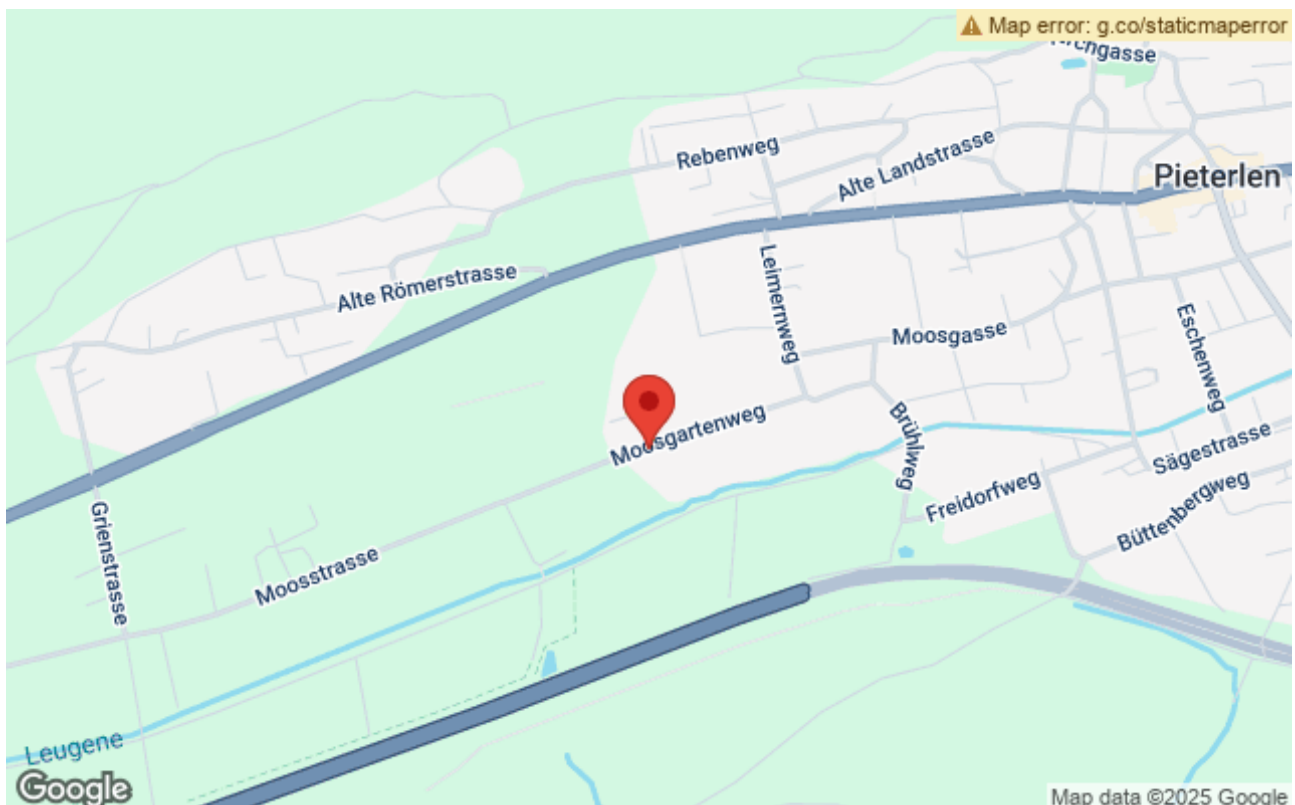 Map error: g.co/staticmaperror
Rebenweg
Alte Landstrasse
Pieterlen
Alte Römerstrasse
Leimernweg
Moosgasse
Eschenweg
Moosgartenweg
Brühlweg
Sägestrasse
Freidorfweg
Büttenbergweg
Grienstrasse
Moosstrasse
Leugene
Google
Map data ©2025 Google